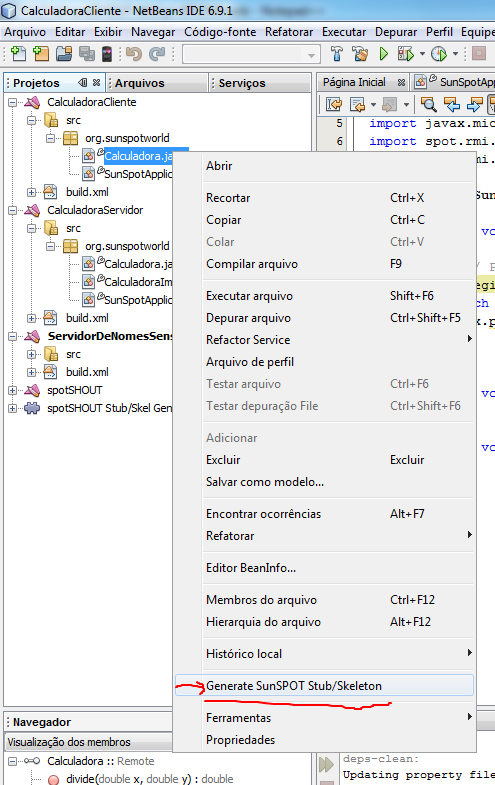 CalculadoraCliente - NetBeans IDE 6.9.1
Arquivo Editar Exibir Navegar Código-fonte Refatorar Executar Depurar Perfil Equipe
Projetos Arquivos Serviços
Página Inicial SunSpotApp
CalculadoraCliente
src
org.sunspotworld
Calculadora.ja
SunSpotApplic
build.xml
CalculadoraServidor
src
org.sunspotworld
Calculadora.ja
CalculadoraIm
SunSpotApplic
build.xml
ServidorDeNomesSens
src
build.xml
spotSHOUT
spotSHOUT Stub/Skel Gen
5 import javax.mic
6 import spot.rmi.
mi.
Sun
vo
/ P
egi
ch
x.p
vo
vo
Abrir
Recortar Ctrl+X
Copiar Ctrl+C
Colar Ctrl+V
Compilar arquivo F9
Executar arquivo Shift+F6
Depurar arquivo Ctrl+Shift+F5
Refactor Service
Arquivo de perfil
Testar arquivo Ctrl+F6
Testar depuração File Ctrl+Shift+F6
Adicionar
Excluir Excluir
Salvar como modelo...
Encontrar ocorrências Alt+F7
Refatorar
Editor BeanInfo...
Membros do arquivo Ctrl+F12
Hierarquia do arquivo Alt+F12
Histórico local
Generate SunSPOT Stub/Skeleton
Ferramentas
Propriedades
Navegador
Visualização dos membros
Calculadora :: Remote
divide(double x, double y) : double
deps-clean:
Updating property file